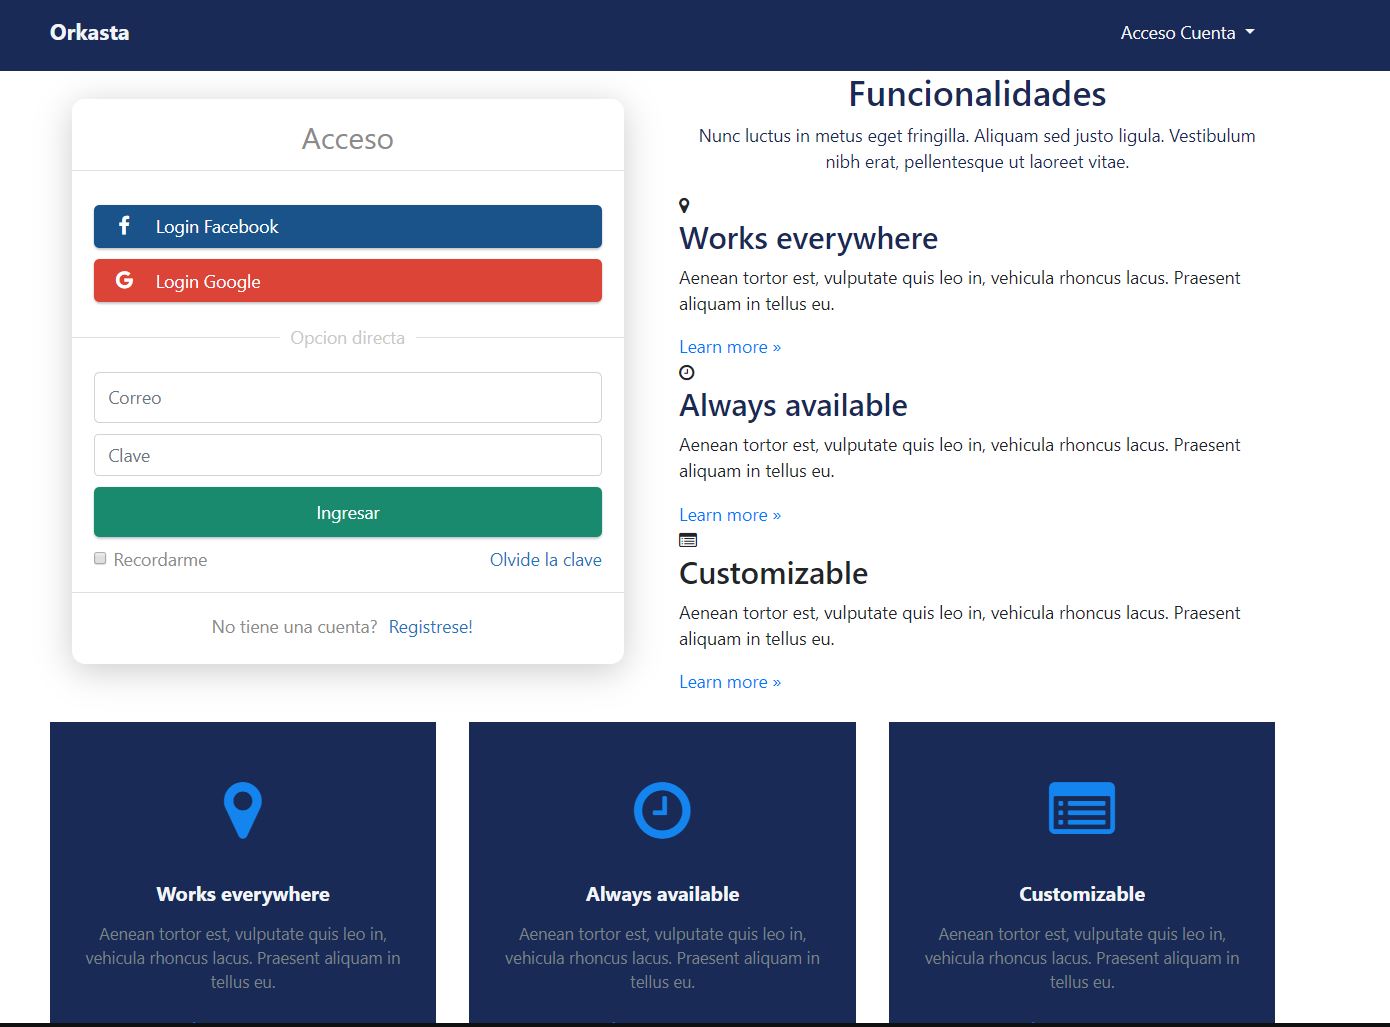 Orkasta
Acceso Cuenta
Acceso
Login Facebook
Login Google
Opcion directa
Correo
Clave
Ingresar
Recordarme
Olvide la clave
No tiene una cuenta? Registrese!
Funcionalidades
Nunc luctus in metus eget fringilla. Aliquam sed justo ligula. Vestibulum
nibh erat, pellentesque ut laoreet vitae.
Works everywhere
Aenean tortor est, vulputate quis leo in, vehicula rhoncus lacus. Praesent
aliquam in tellus eu.
Learn more »
Always available
Aenean tortor est, vulputate quis leo in, vehicula rhoncus lacus. Praesent
aliquam in tellus eu.
Learn more »
Customizable
Aenean tortor est, vulputate quis leo in, vehicula rhoncus lacus. Praesent
aliquam in tellus eu.
Learn more »
Works everywhere
Aenean tortor est, vulputate quis leo in,
vehicula rhoncus lacus. Praesent aliquam in
tellus eu.
Always available
Aenean tortor est, vulputate quis leo in,
vehicula rhoncus lacus. Praesent aliquam in
tellus eu.
Customizable
Aenean tortor est, vulputate quis leo in,
vehicula rhoncus lacus. Praesent aliquam in
tellus eu.